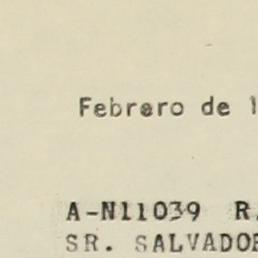 Febrero de 1
A-N11039 R.
SR. SALVADOR